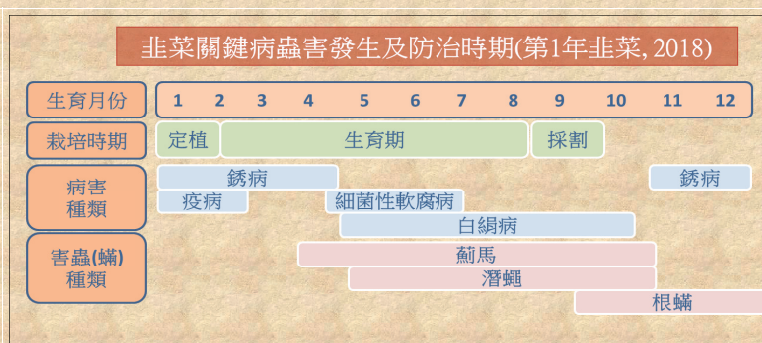 韭菜關鍵病蟲害發生及防治時期(第1年韭菜, 2018)
生育月份 1 2 3 4 5 6 7 8 9 10 11 12
栽培時期 定植 生育期 採割
病害
種類
銹病 銹病
疫病 細菌性軟腐病
白絹病
害蟲(蟎)
種類
薊馬
潛蠅
根蟎